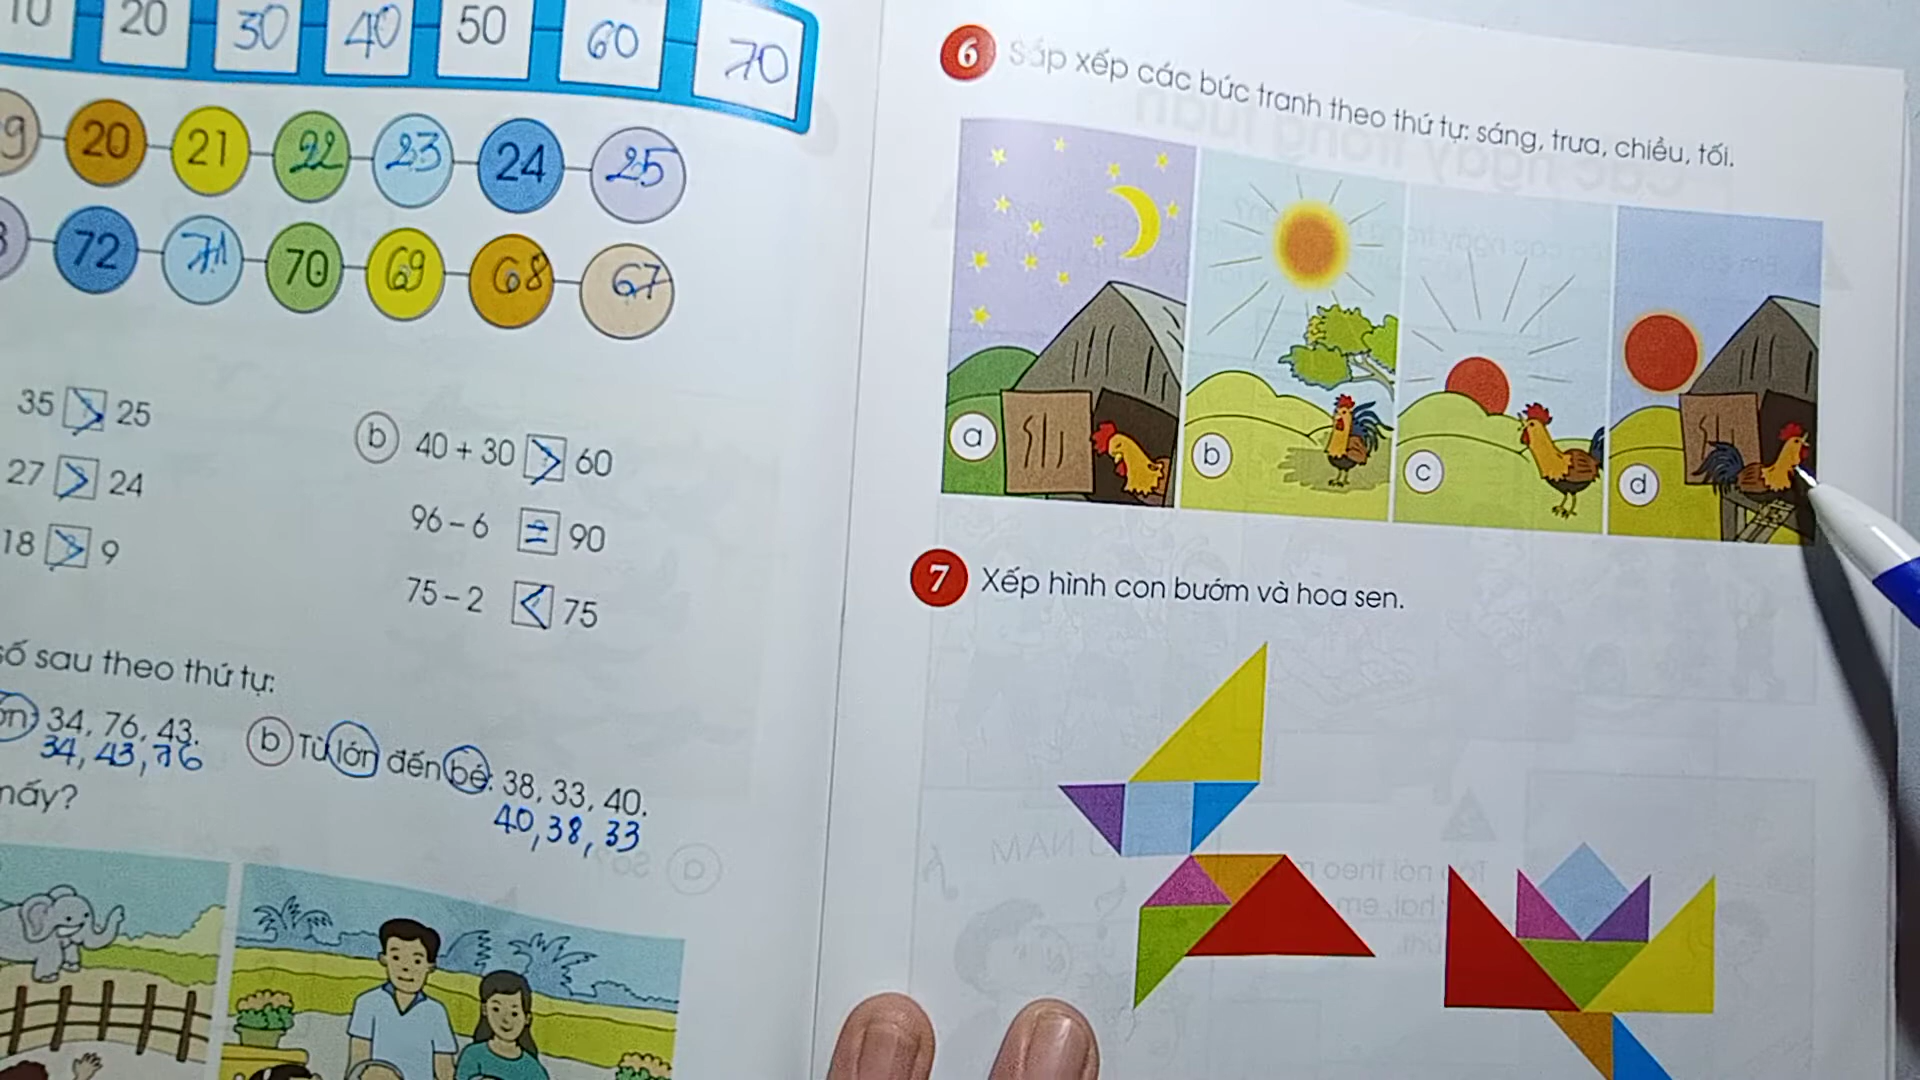 10 20 30 40 50 60 70
20 21 22 23 24 25
72 71 70 69 68 67
35 > 25
27 > 24
18 > 9
b 40 + 30 > 60
96 – 6 = 90
75 – 2 < 75
số sau theo thứ tự:
34, 76, 43.
34, 43, 76
b Từ lớn đến bé: 38, 33, 40.
40, 38, 33
mấy?
6 Sắp xếp các bức tranh theo thứ tự: sáng, trưa, chiều, tối.
a b c d
7 Xếp hình con bướm và hoa sen.